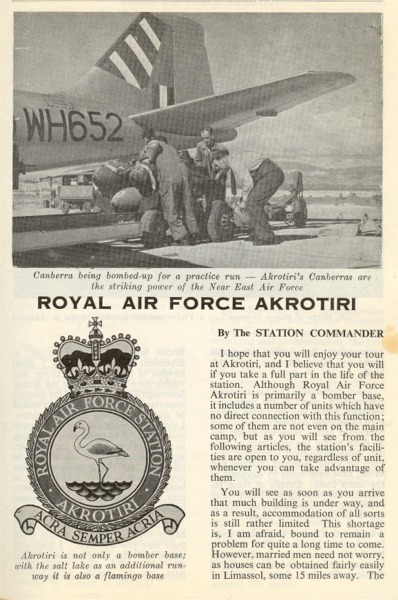 WH652
Canberra being bombed-up for a practice run — Akrotiri's Canberras are
the striking power of the Near East Air Force
ROYAL AIR FORCE AKROTIRI
ROYAL AIR FORCE STATION
AKROTIRI
ACRA SEMPER ACRIA
Akrotiri is not only a bomber base;
with the salt lake as an additional run-
way it is also a flamingo base
By The STATION COMMANDER
I hope that you will enjoy your tour
at Akrotiri, and I believe that you will
if you take a full part in the life of the
station. Although Royal Air Force
Akrotiri is primarily a bomber base,
it includes a number of units which have
no direct connection with this function;
some of them are not even on the main
camp, but as you will see from the
following articles, the station's facili-
ties are open to you, regardless of unit,
whenever you can take advantage of
them.
You will see as soon as you arrive
that much building is under way, and
as a result, accommodation of all sorts
is still rather limited This shortage
is, I am afraid, bound to remain a
problem for quite a long time to come.
However, married men need not worry,
as houses can be obtained fairly easily
in Limassol, some 15 miles away. The